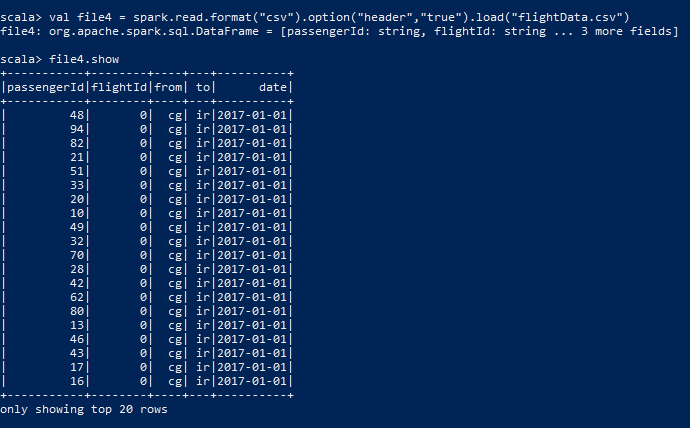 scala> val file4 = spark.read.format("csv").option("header","true").load("flightData.csv")
file4: org.apache.spark.sql.DataFrame = [passengerId: string, flightId: string ... 3 more fields]
scala> file4.show
+-----------+--------+----+---+----------+
|passengerId|flightId|from| to|      date|
+-----------+--------+----+---+----------+
|         48|       0|  cg| ir|2017-01-01|
|         94|       0|  cg| ir|2017-01-01|
|         82|       0|  cg| ir|2017-01-01|
|         21|       0|  cg| ir|2017-01-01|
|         51|       0|  cg| ir|2017-01-01|
|         33|       0|  cg| ir|2017-01-01|
|         20|       0|  cg| ir|2017-01-01|
|         10|       0|  cg| ir|2017-01-01|
|         49|       0|  cg| ir|2017-01-01|
|         32|       0|  cg| ir|2017-01-01|
|         70|       0|  cg| ir|2017-01-01|
|         28|       0|  cg| ir|2017-01-01|
|         42|       0|  cg| ir|2017-01-01|
|         62|       0|  cg| ir|2017-01-01|
|         80|       0|  cg| ir|2017-01-01|
|         13|       0|  cg| ir|2017-01-01|
|         46|       0|  cg| ir|2017-01-01|
|         43|       0|  cg| ir|2017-01-01|
|         17|       0|  cg| ir|2017-01-01|
|         16|       0|  cg| ir|2017-01-01|
+-----------+--------+----+---+----------+
only showing top 20 rows